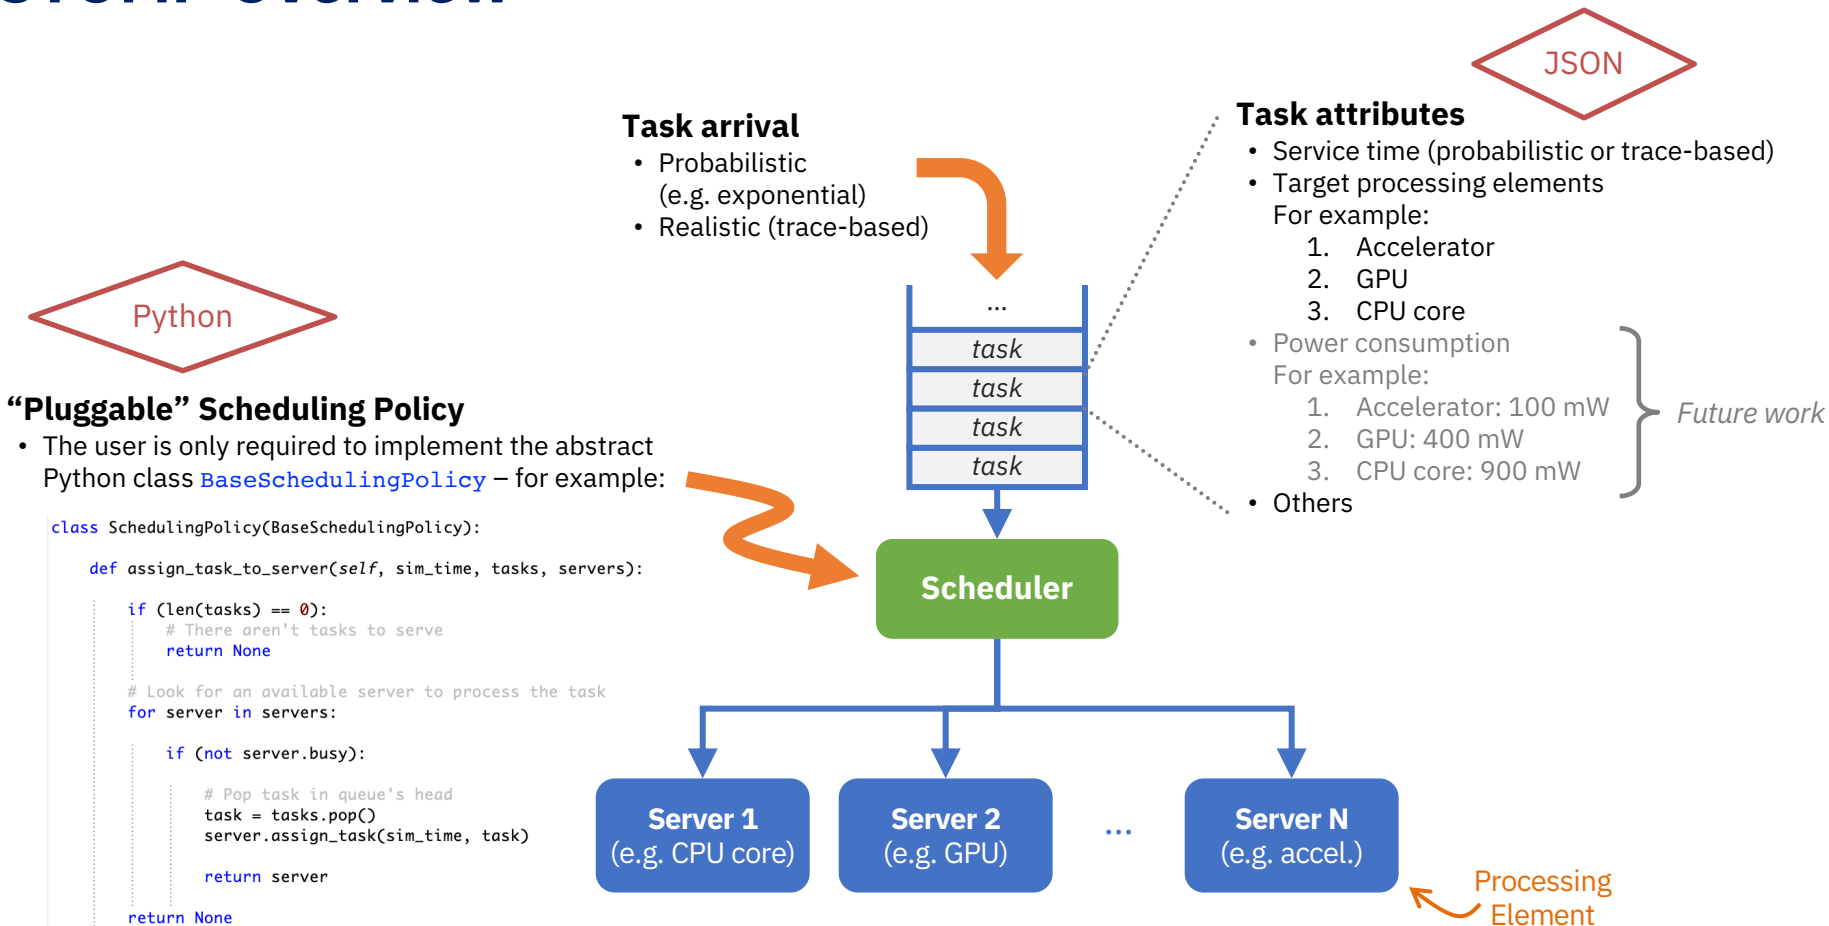 JSON
Task arrival
• Probabilistic
(e.g. exponential)
• Realistic (trace-based)
Task attributes
• Service time (probabilistic or trace-based)
• Target processing elements
For example:
1. Accelerator
2. GPU
3. CPU core
• Power consumption
For example:
1. Accelerator: 100 mW
2. GPU: 400 mW
3. CPU core: 900 mW
Future work
• Others
Python
“Pluggable” Scheduling Policy
• The user is only required to implement the abstract
Python class BaseSchedulingPolicy – for example:
class SchedulingPolicy(BaseSchedulingPolicy):
def assign_task_to_server(self, sim_time, tasks, servers):
if (len(tasks) == 0):
# There aren't tasks to serve
return None
# Look for an available server to process the task
for server in servers:
if (not server.busy):
# Pop task in queue's head
task = tasks.pop()
server.assign_task(sim_time, task)
return server
return None
...
task
task
task
task
Scheduler
Server 1
(e.g. CPU core)
Server 2
(e.g. GPU)
...
Server N
(e.g. accel.)
Processing
Element